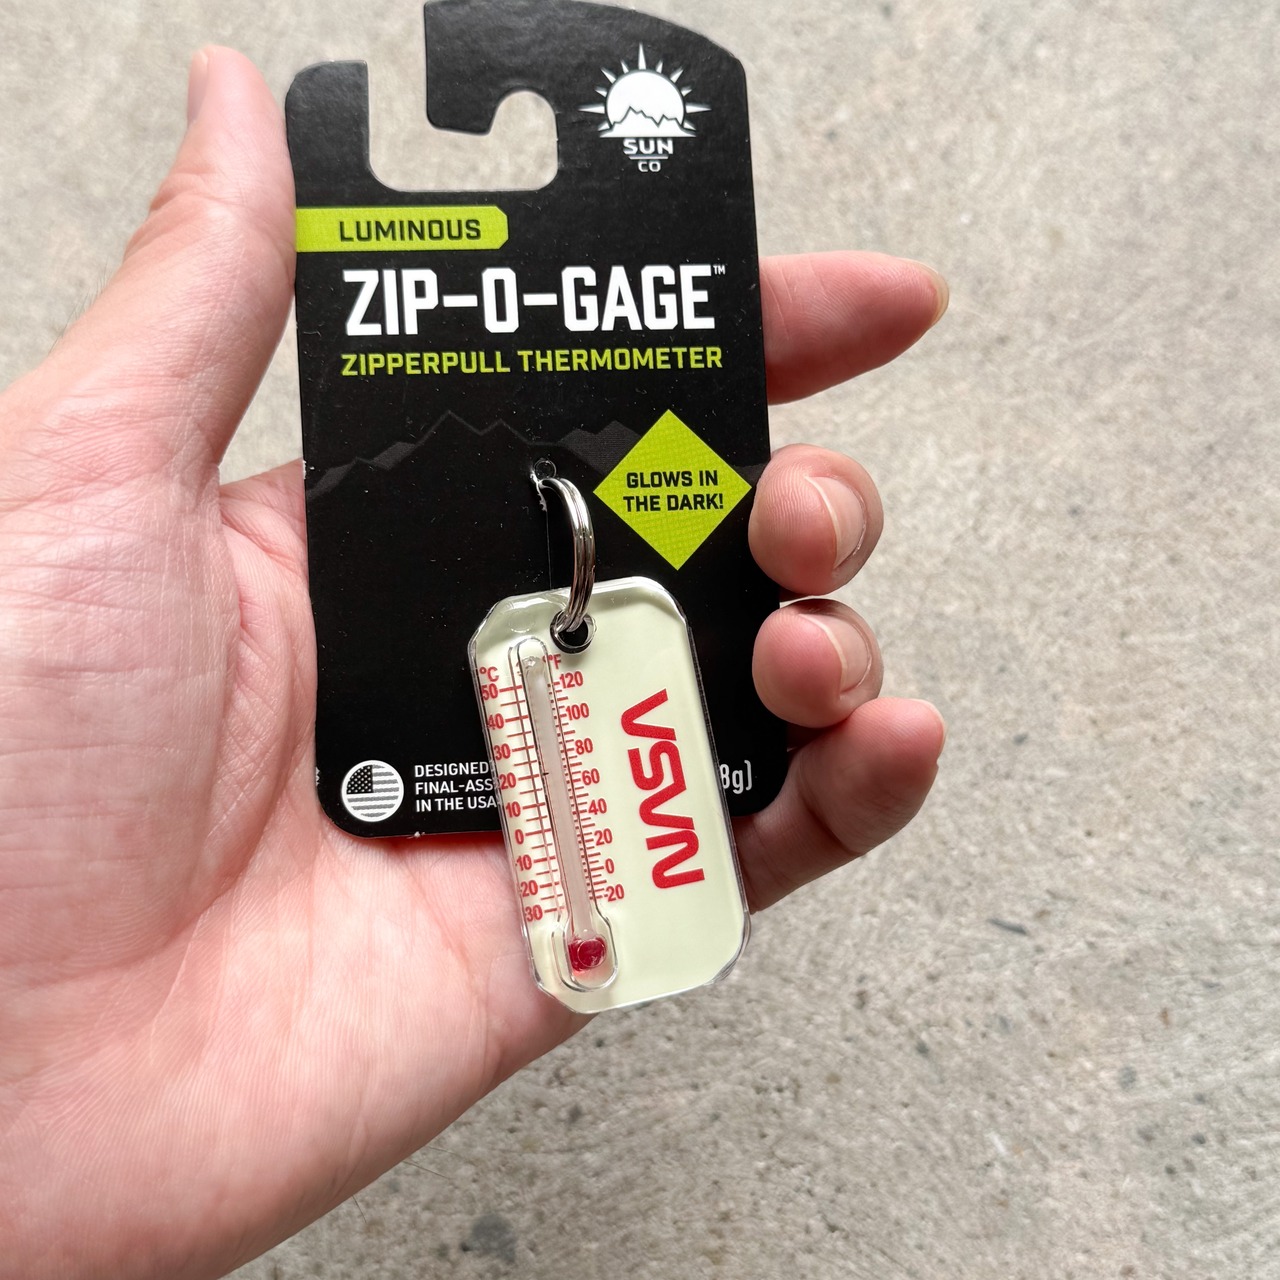 SUN
CO
LUMINOUS
ZIP-O-GAGE™
ZIPPERPULL THERMOMETER
GLOWS IN
THE DARK!
°C °F
50 120
40 100
30 80
20 60
10 40
0 20
10 0
20 -20
30
NASA
DESIGNED
FINAL-ASS
IN THE USA
8g)